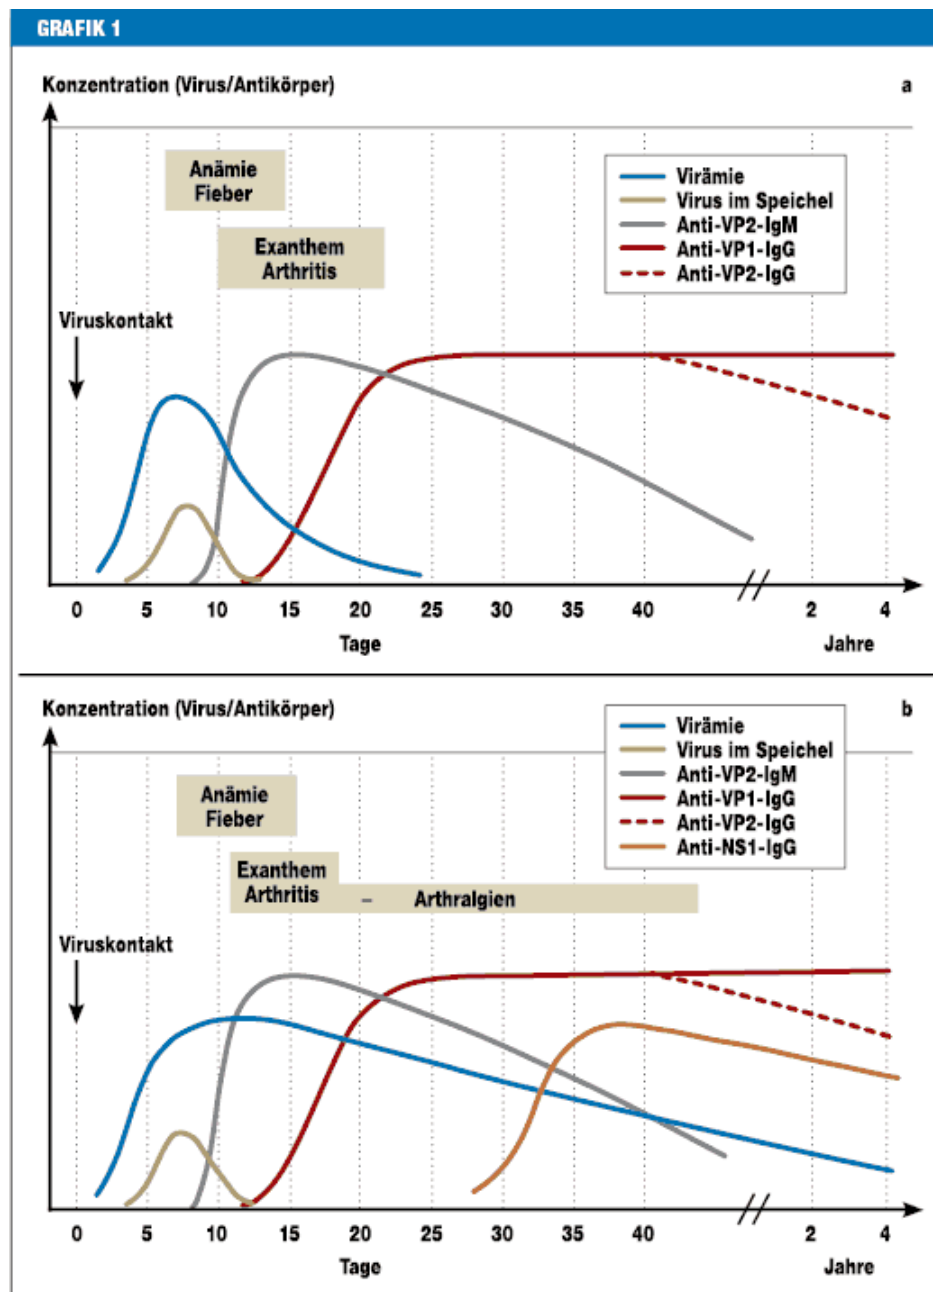 GRAFIK 1
Konzentration (Virus/Antikörper)
a
Anämie
Fieber
Exanthem
Arthritis
Virämie
Virus im Speichel
Anti-VP2-IgM
Anti-VP1-IgG
Anti-VP2-IgG
Viruskontakt
0 5 10 15 20 25 30 35 40 2 4
Tage Jahre
Konzentration (Virus/Antikörper)
b
Anämie
Fieber
Exanthem
Arthritis – Arthralgien
Virämie
Virus im Speichel
Anti-VP2-IgM
Anti-VP1-IgG
Anti-VP2-IgG
Anti-NS1-IgG
Viruskontakt
0 5 10 15 20 25 30 35 40 2 4
Tage Jahre